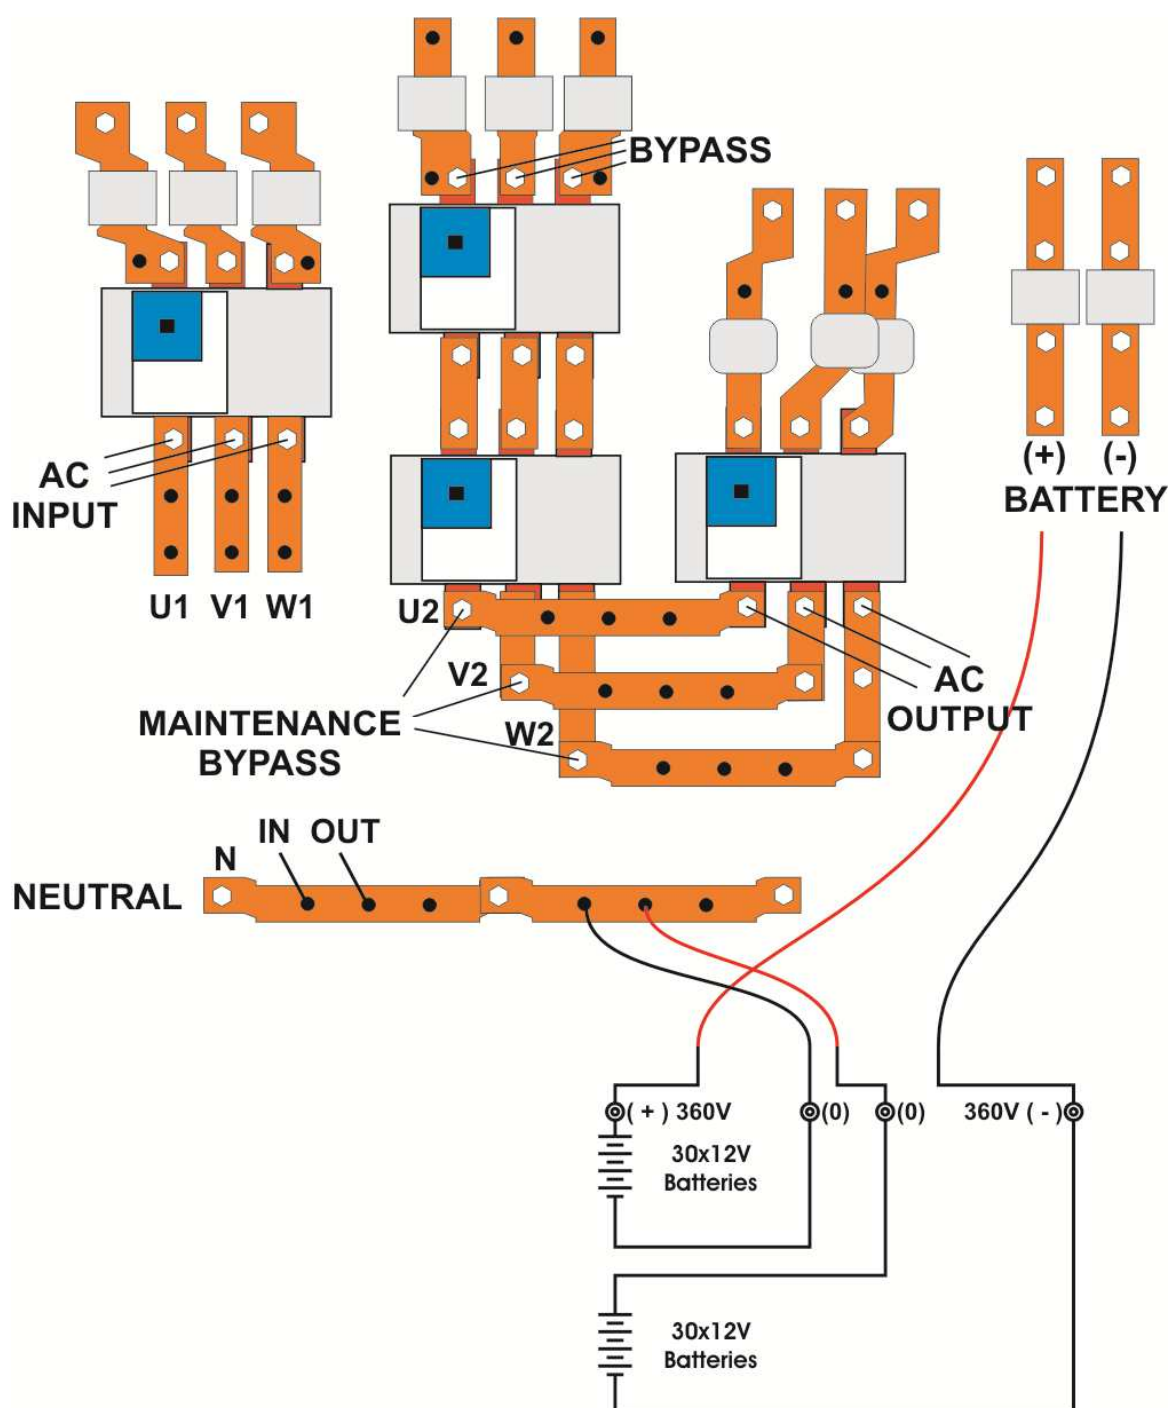 BYPASS
AC
INPUT
U1 V1 W1
(+) (-)
BATTERY
U2
V2
W2
AC
OUTPUT
MAINTENANCE
BYPASS
IN OUT
N
NEUTRAL
( + ) 360V
(0)
(0)
360V ( - )
30x12V
Batteries
30x12V
Batteries